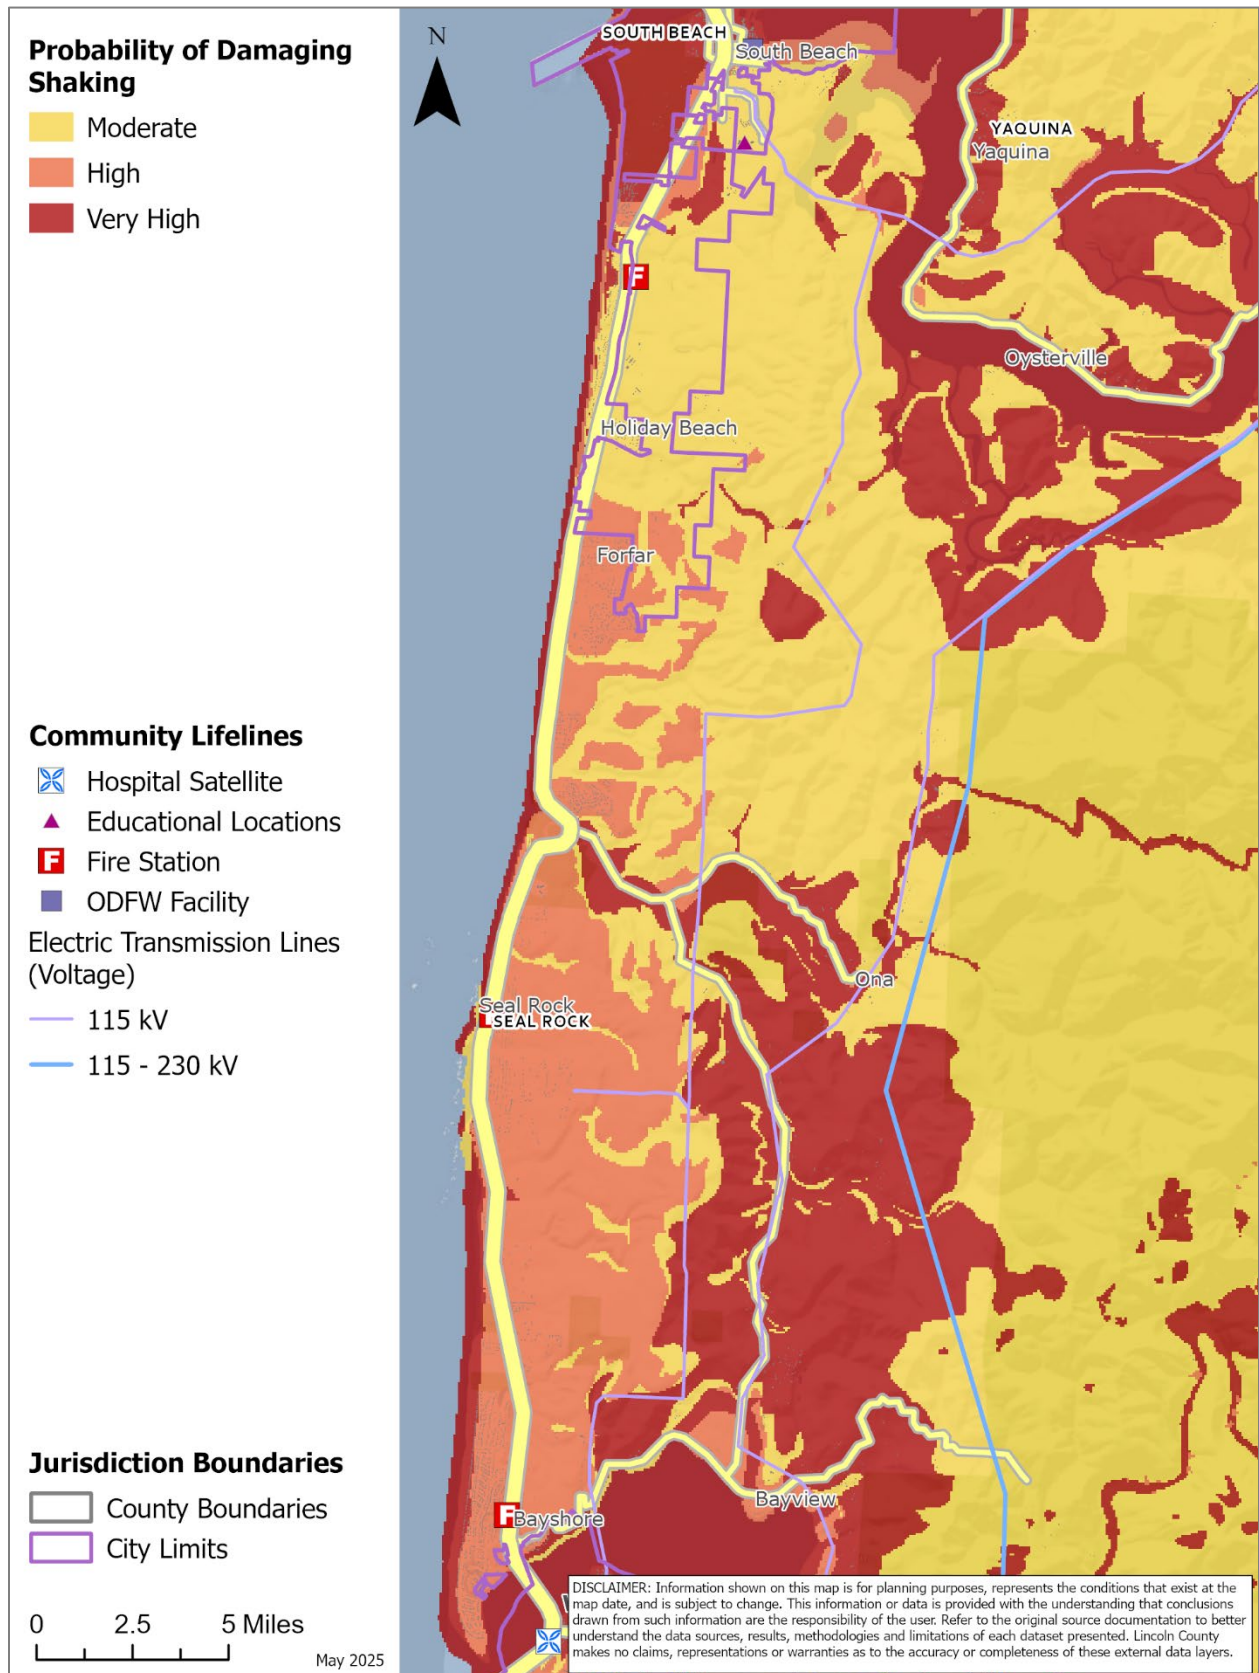 Probability of Damaging
Shaking
Moderate
High
Very High
Community Lifelines
Hospital Satellite
Educational Locations
F
Fire Station
ODFW Facility
Electric Transmission Lines
(Voltage)
115 kV
115 - 230 kV
Jurisdiction Boundaries
County Boundaries
City Limits
0 2.5 5 Miles
May 2025
N
SOUTH BEACH
South Beach
YAQUINA
Yaquina
F
Oysterville
Holiday Beach
Forfar
Ona
Seal Rock
SEAL ROCK
Bayview
F
Bayshore
DISCLAIMER: Information shown on this map is for planning purposes, represents the conditions that exist at the
map date, and is subject to change. This information or data is provided with the understanding that conclusions
drawn from such information are the responsibility of the user. Refer to the original source documentation to better
understand the data sources, results, methodologies and limitations of each dataset presented. Lincoln County
makes no claims, representations or warranties as to the accuracy or completeness of these external data layers.